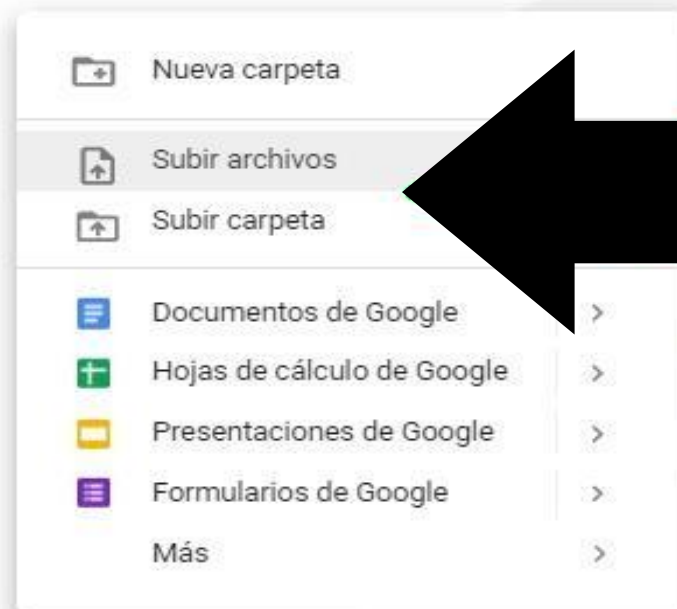 Nueva carpeta
Subir archivos
Subir carpeta
Documentos de Google
Hojas de cálculo de Google
Presentaciones de Google
Formularios de Google
Más